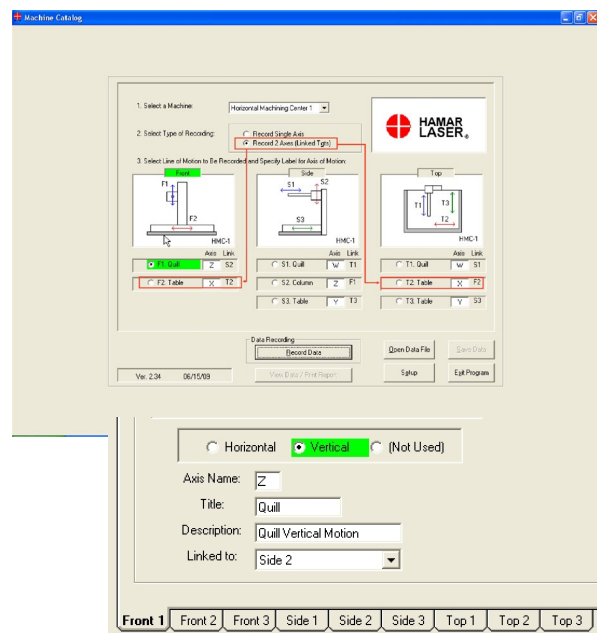 Machine Catalog
1. Select a Machine:
Horizontal Machining Center 1
HAMAR
LASER®
2. Select Type of Recording:
Record Single Axis
Record 2 Axes (Linked Tgts)
3. Select Line of Motion to Be Recorded and Specify Label for Axis of Motion:
Front
Side
Top
F1
F2
HMC-1
S1
S2
S3
HMC-1
T1
T3
T2
HMC-1
Axis Link
Axis Link
Axis Link
F1. Quill Z S2
S1. Quill W T1
T1. Quill W S1
F2. Table X T2
S2. Column Z F1
T2. Table X F2
S3. Table Y T3
T3. Table Y S3
Data Recording
Record Data
Open Data File
Save Data
Ver. 2.34 06/15/09
View Data / Print Report
Setup
Exit Program
Horizontal
Vertical
(Not Used)
Axis Name: Z
Title: Quill
Description: Quill Vertical Motion
Linked to: Side 2
Front 1 Front 2 Front 3 Side 1 Side 2 Side 3 Top 1 Top 2 Top 3